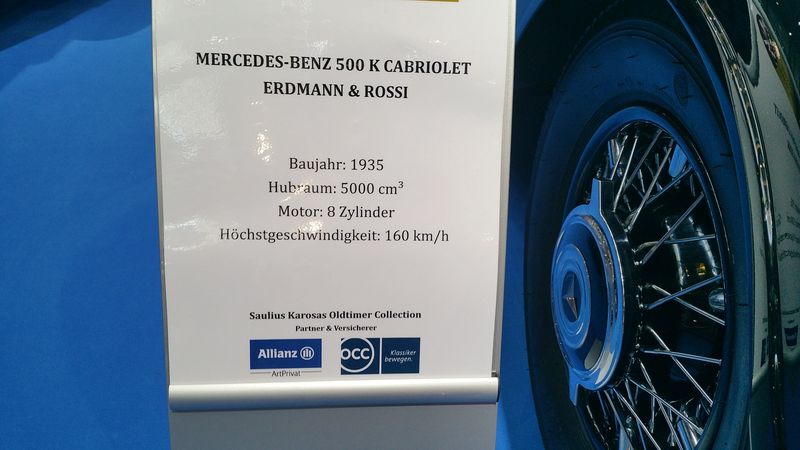 MERCEDES-BENZ 500 K CABRIOLET
ERDMANN & ROSSI
Baujahr: 1935
Hubraum: 5000 cm³
Motor: 8 Zylinder
Höchstgeschwindigkeit: 160 km/h
Saulius Karosas Oldtimer Collection
Partner & Versicherer
Allianz
ArtPrivat
OCC
Klassiker
bewegen.